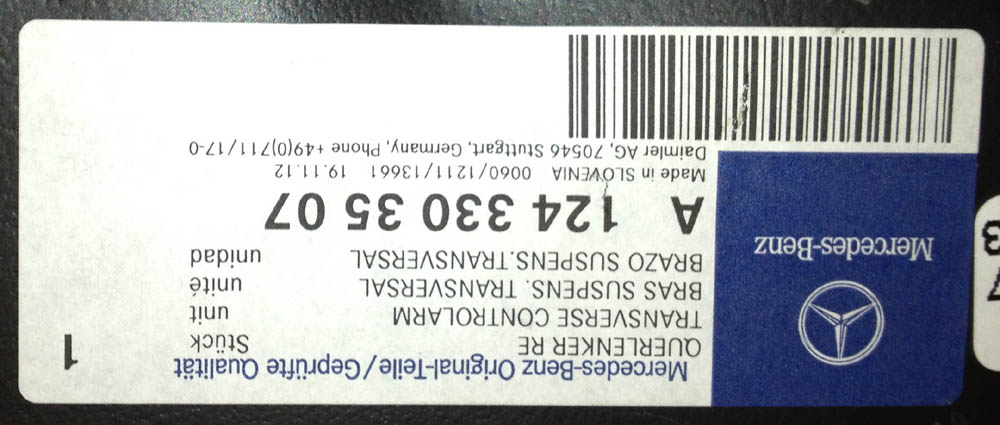 Mercedes-Benz
Mercedes-Benz Original-Teile/Geprüfte Qualität
QUERLENKER RE Stück 1
TRANSVERSE CONTROLARM unit
BRAS SUSPENS. TRANSVERSAL unité
BRAZO SUSPENS.TRANSVERSAL unidad
A 124 330 35 07
Made in SLOVENIA 0060/1211/13661 19.11.12
Daimler AG, 70546 Stuttgart, Germany, Phone +49(0)711/17-0